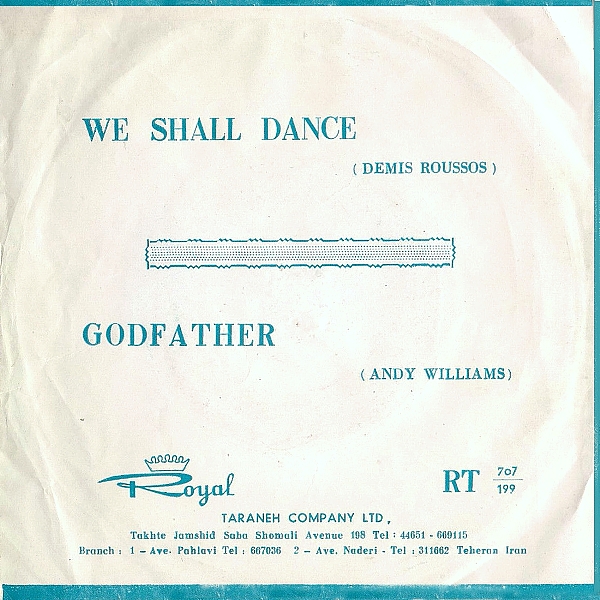 WE SHALL DANCE
( DEMIS ROUSSOS )
GODFATHER
( ANDY WILLIAMS)
Royal
RT 707
199
TARANEH COMPANY LTD,
Takhte Jamshid Saba Shomali Avenue 198 Tel : 44651 - 669115
Branch : 1 - Ave. Pahlavi Tel : 667036 2 - Ave. Naderi - Tel : 311662 Teheran Iran